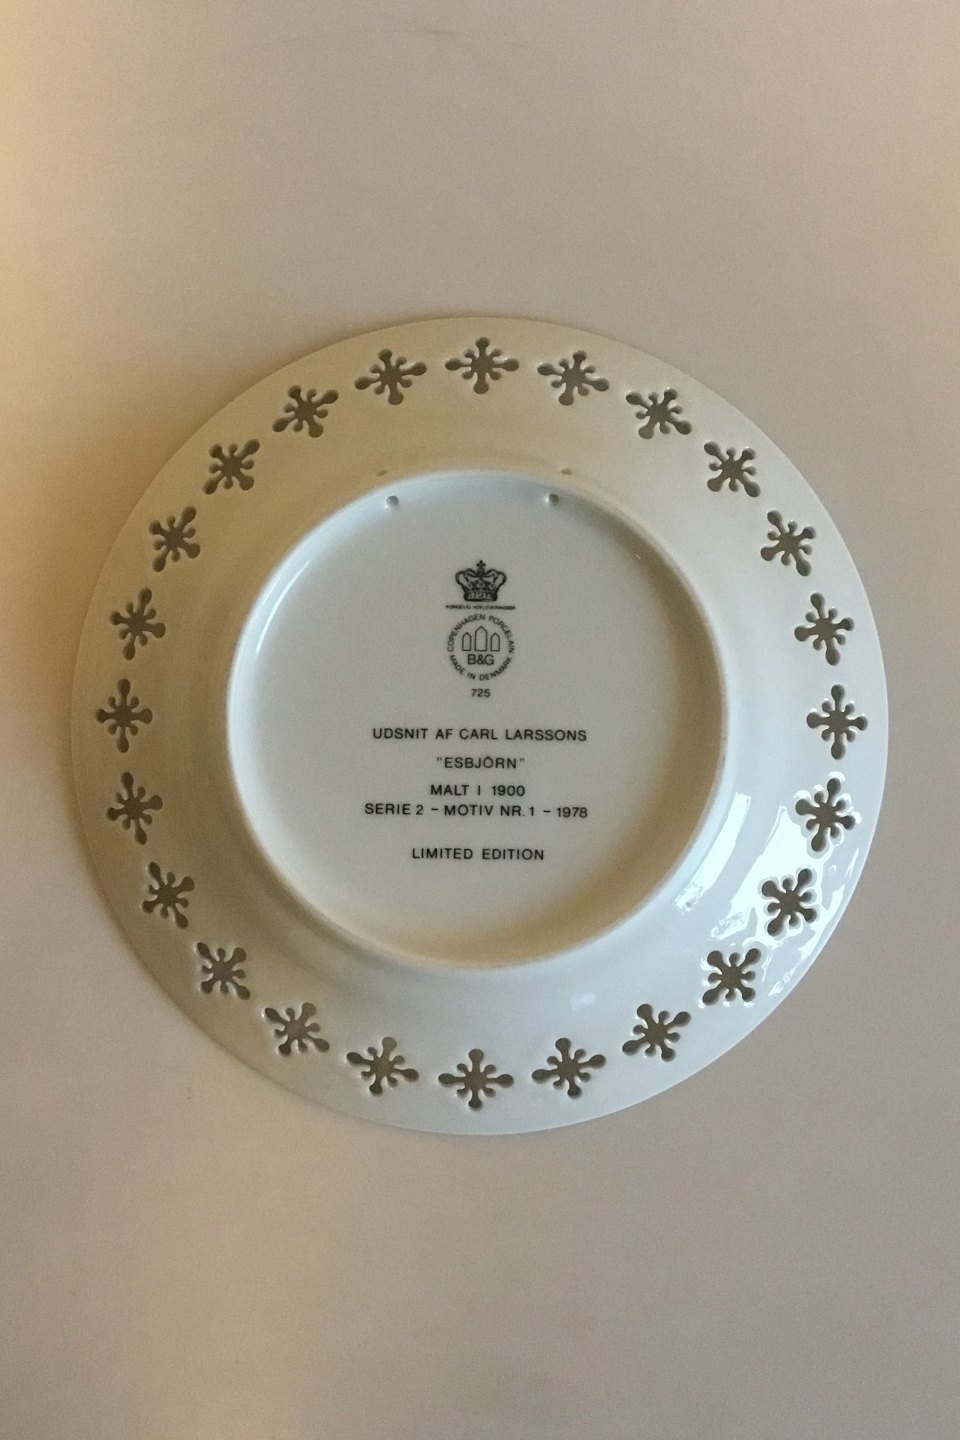 KONGELIG HOFLEVERANDØR
COPENHAGEN PORCELAIN
B&G
MADE IN DENMARK
725
UDSNIT AF CARL LARSSONS
"ESBJÖRN"
MALT I 1900
SERIE 2 - MOTIV NR. 1 - 1978
LIMITED EDITION